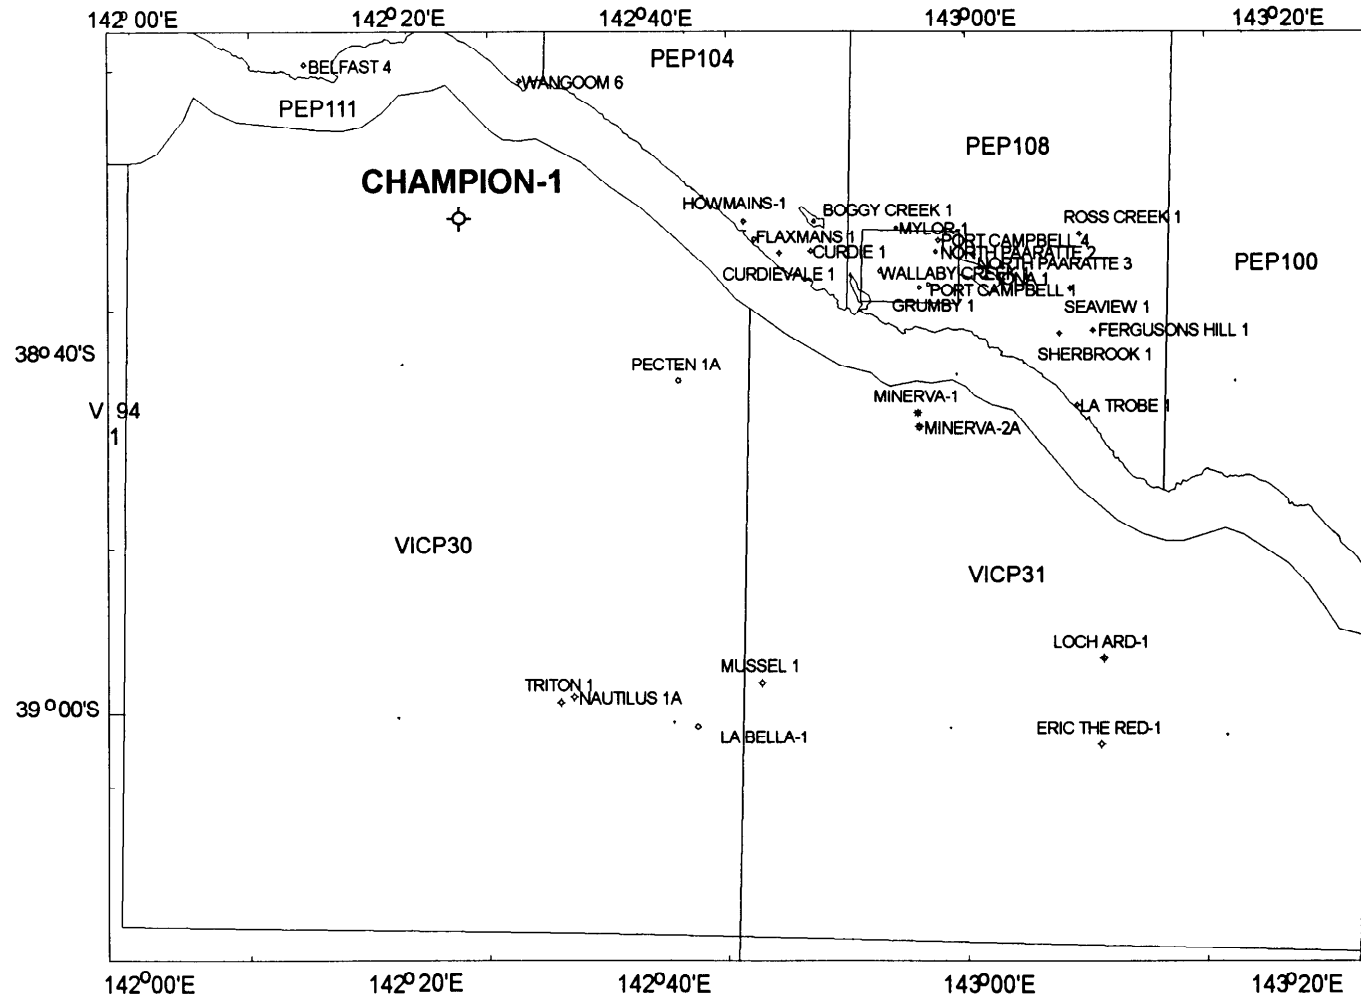 142°00'E 142°20'E 142°40'E 143°00'E 143°20'E
PEP104
BELFAST 4
WANGOOM 6
PEP111
PEP108
CHAMPION-1
HOWMAINS-1
BOGGY CREEK 1
ROSS CREEK 1
MYLOR-1
FLAXMANS 1
PORT CAMPBELL 4
CURDIE 1
NORTH PAARATTE 2
NORTH PAARATTE 3
PEP100
CURDIEVALE 1
WALLABY CREEK 1
PORT CAMPBELL 1
GRUMBY 1
SEAVIEW 1
FERGUSONS HILL 1
38°40'S
SHERBROOK 1
PECTEN 1A
MINERVA-1
LA TROBE 1
V 94
1
MINERVA-2A
VICP30
VICP31
LOCH ARD-1
MUSSEL 1
TRITON 1
NAUTILUS 1A
39°00'S
LA BELLA-1
ERIC THE RED-1
142°00'E 142°20'E 142°40'E 143°00'E 143°20'E